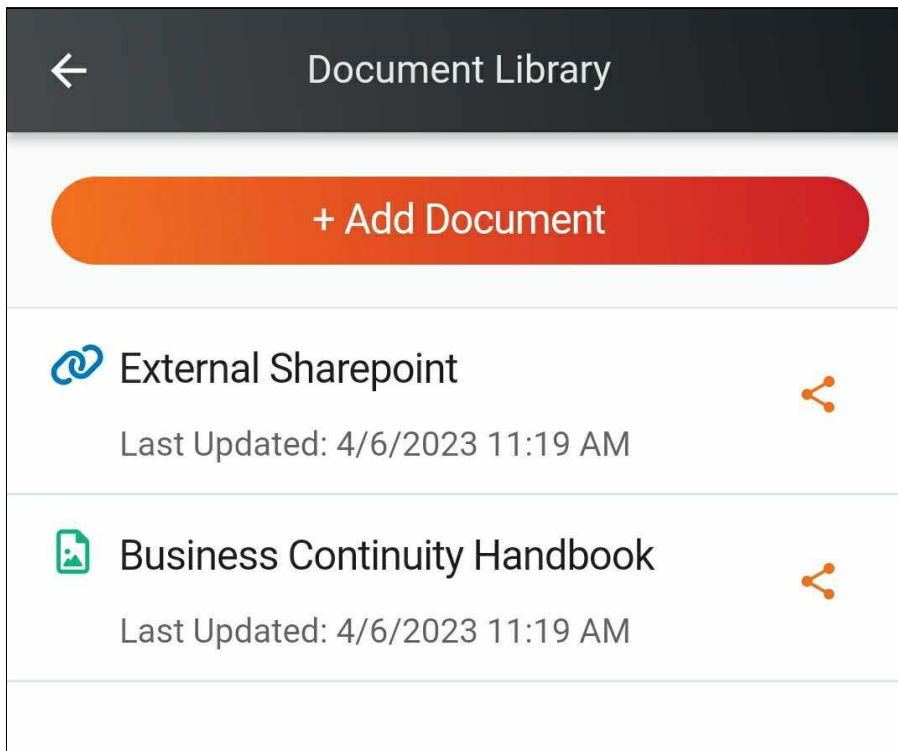 Document Library
+ Add Document
External Sharepoint
Last Updated: 4/6/2023 11:19 AM
Business Continuity Handbook
Last Updated: 4/6/2023 11:19 AM